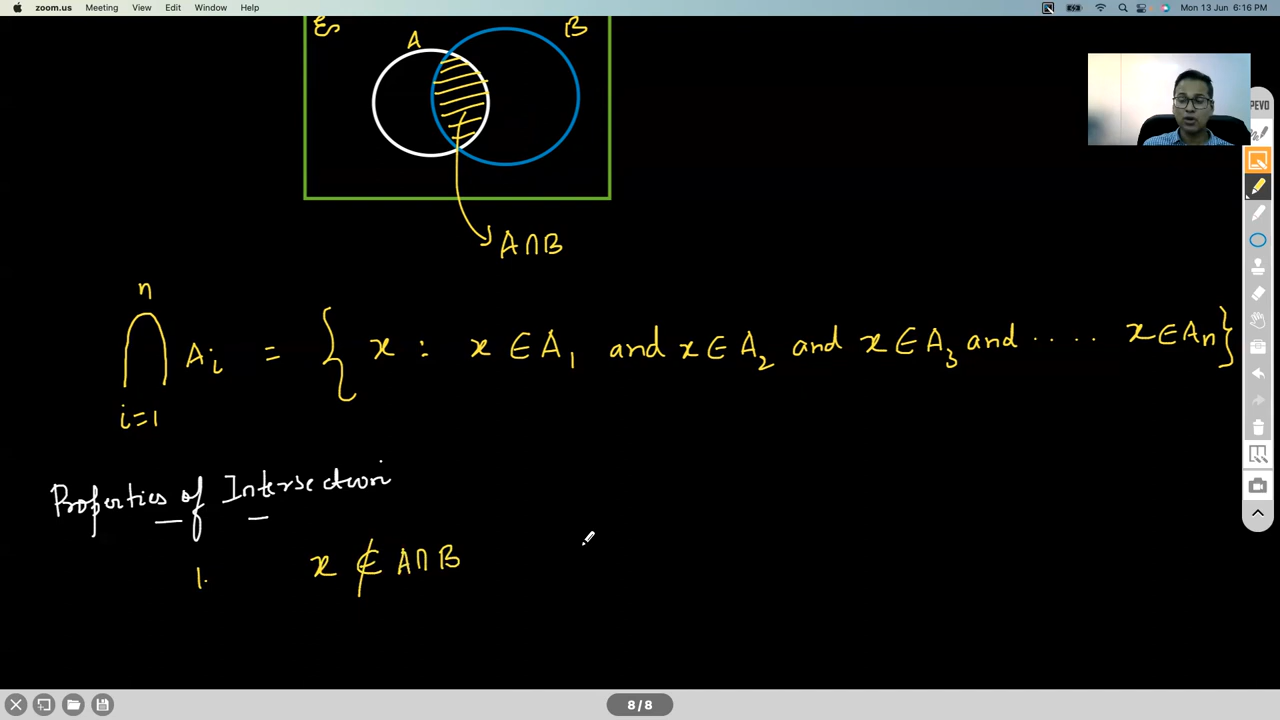 zoom.us Meeting View Edit Window Help Mon 13 Jun 6:16 PM
A B
A∩B
n
⋂ Ai = { x : x ∈ A1 and x ∈ A2 and x ∈ A3 and .... x ∈ An }
i=1
Properties of Intersection
1. x ∉ A∩B
8 / 8